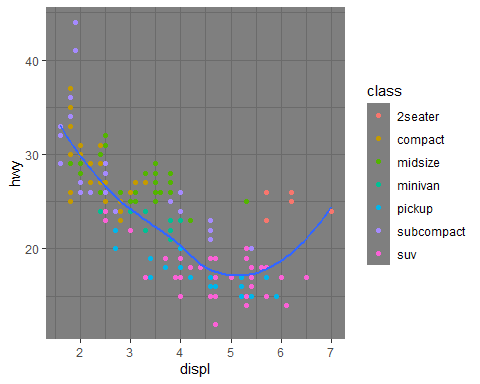 class
2seater
compact
midsize
minivan
pickup
subcompact
suv
hwy
40
30
20
2 3 4 5 6 7
displ